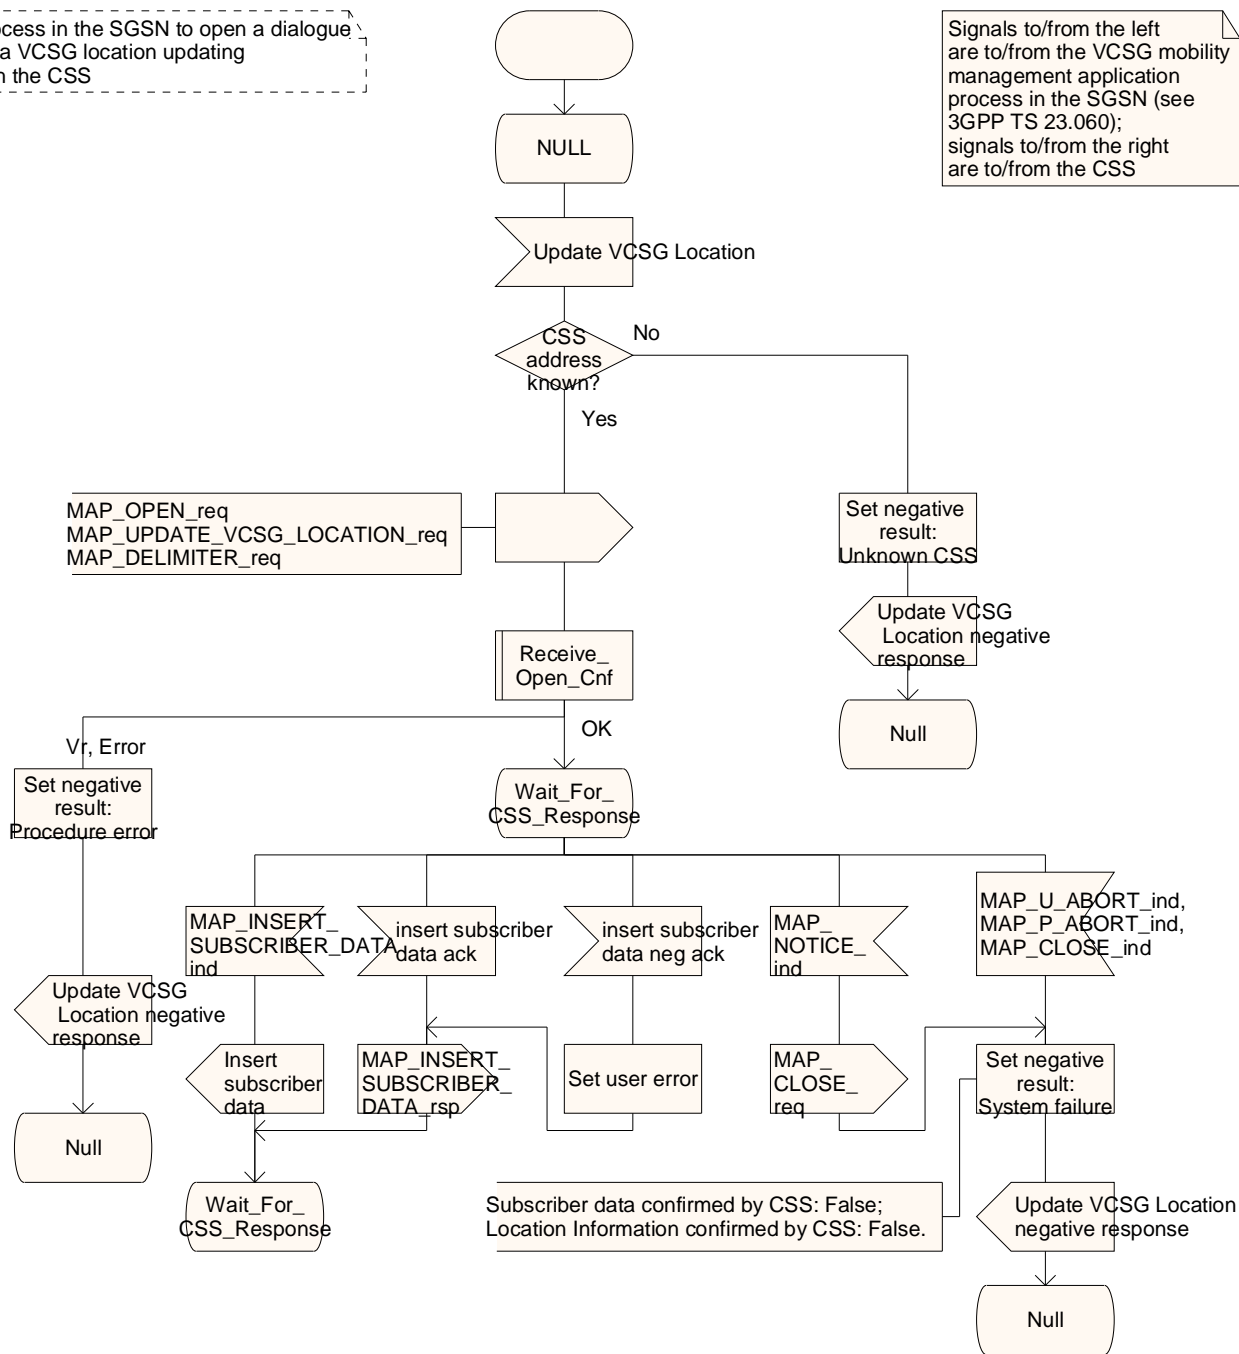 to open a dialogue
a VCSG location updating
the CSS
in the SGSN
Signals to/from the left
are to/from the VCSG mobility
management application
process in the SGSN (see
3GPP TS 23.060);
signals to/from the right
are to/from the CSS
NULL
Update VCSG Location
CSS
address
known?
No
Yes
MAP_OPEN_req
MAP_UPDATE_VCSG_LOCATION_req
MAP_DELIMITER_req
Set negative
result:
Unknown CSS
Update VCSG
Location negative
response
Null
Receive_
Open_Cnf
OK
Vr, Error
Set negative
result:
Procedure error
Wait_For_
CSS_Response
MAP_INSERT_
SUBSCRIBER_DATA_
ind
insert subscriber
data ack
insert subscriber
data neg ack
MAP_
NOTICE_
ind
MAP_U_ABORT_ind,
MAP_P_ABORT_ind,
MAP_CLOSE_ind
Update VCSG
Location negative
response
Insert
subscriber
data
MAP_INSERT_
SUBSCRIBER_
DATA_rsp
Set user error
MAP_
CLOSE_
req
Set negative
result:
System failure
Null
Wait_For_
CSS_Response
Subscriber data confirmed by CSS: False;
Location Information confirmed by CSS: False.
Update VCSG Location
negative response
Null